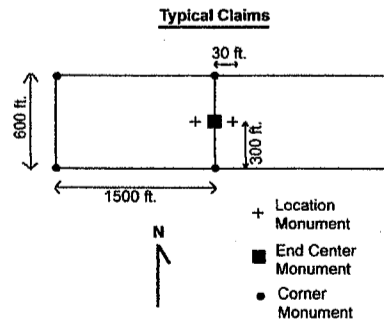 Typical Claims
30 ft.
600 ft.
300 ft.
1500 ft.
+ Location
Monument
N
End Center
Monument
Corner
Monument